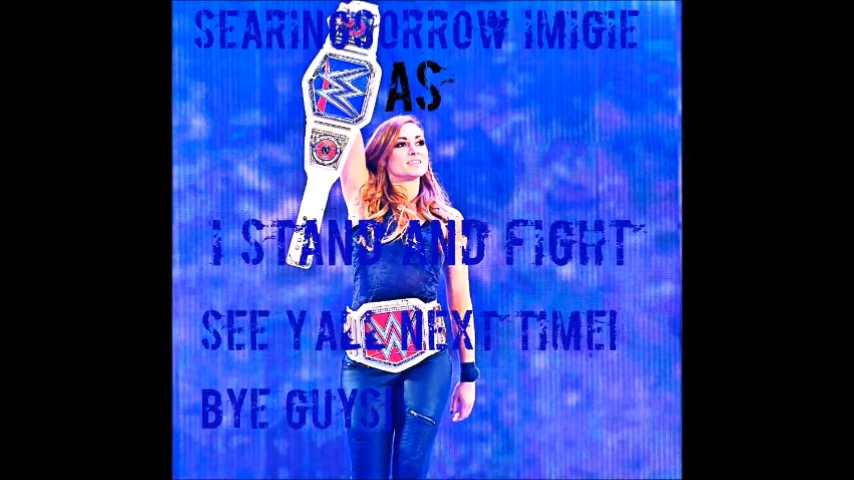 SEARINGSORROW IMIGIE
AS
I STAND AND FIGHT
SEE YALL NEXT TIME!
BYE GUYS!